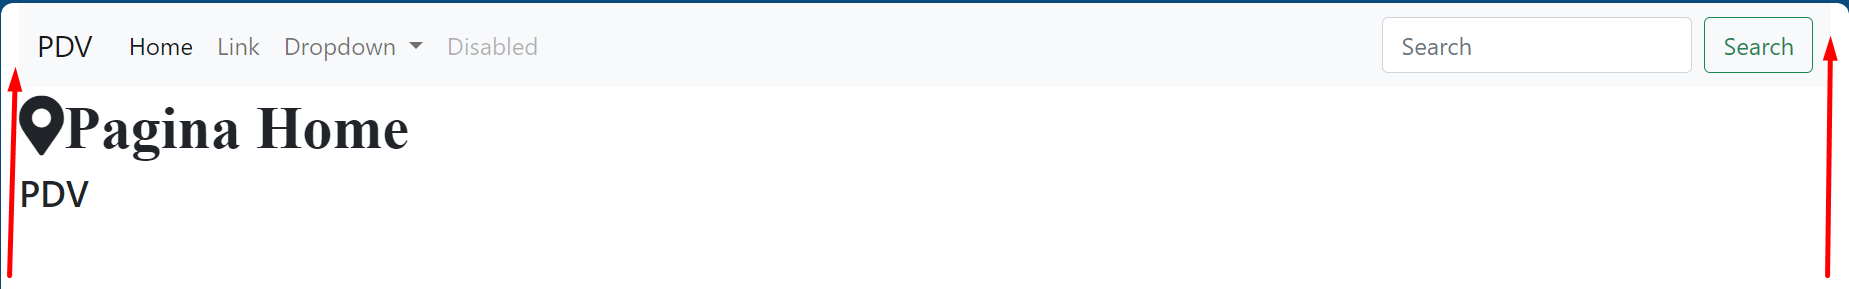 PDV Home Link Dropdown Disabled Search Search
Pagina Home
PDV